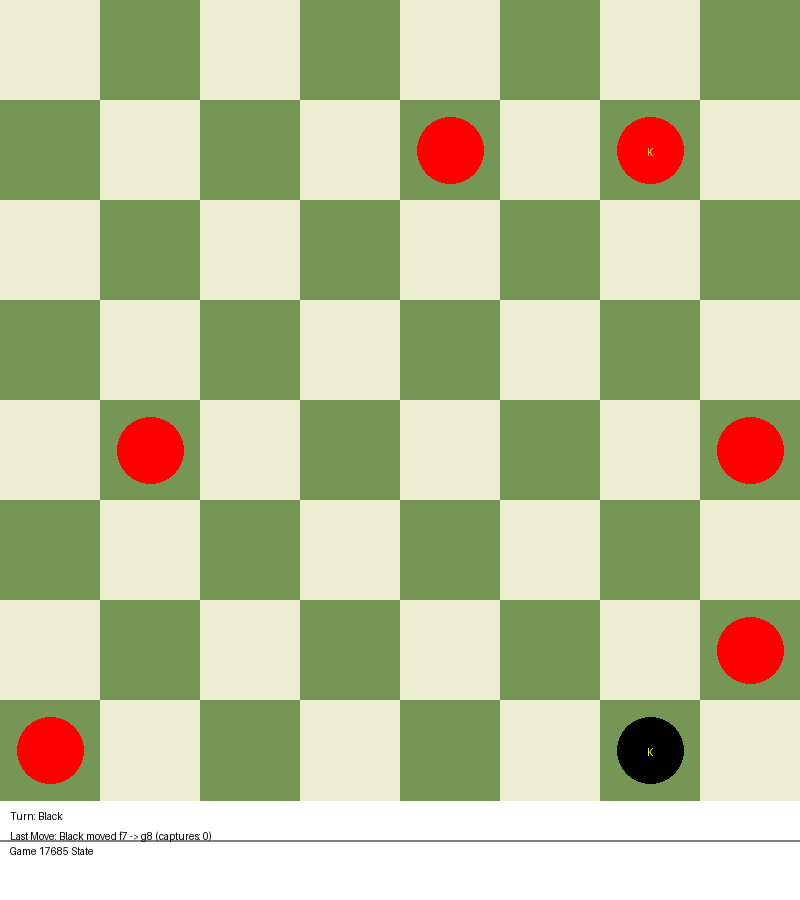 K
K
Turn: Black
Last Move: Black moved f7 -> g8 (captures: 0)
Game 17685 State